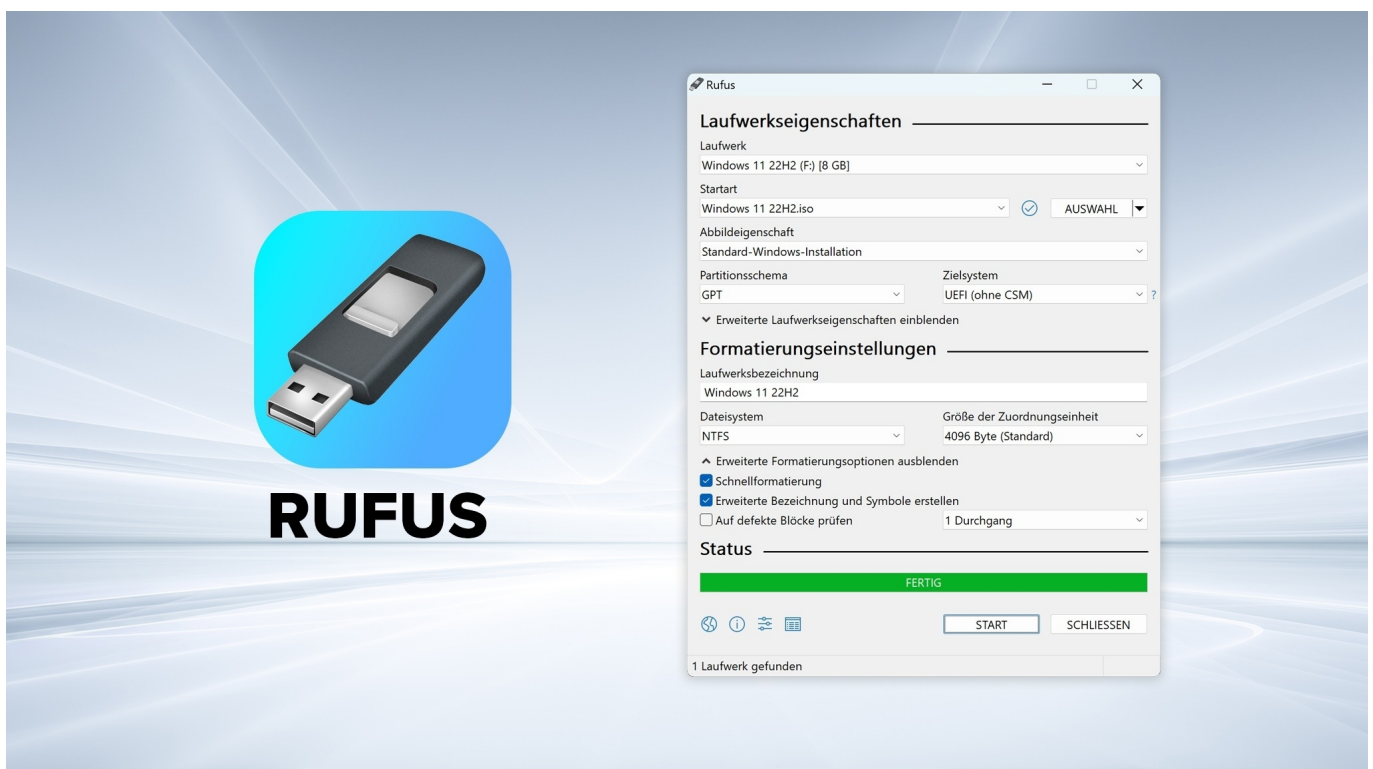 RUFUS
Rufus
Laufwerkseigenschaften
Laufwerk
Windows 11 22H2 (F:) [8 GB]
Startart
Windows 11 22H2.iso AUSWAHL
Abbildeigenschaft
Standard-Windows-Installation
Partitionsschema Zielsystem
GPT UEFI (ohne CSM) ?
Erweiterte Laufwerkseigenschaften einblenden
Formatierungseinstellungen
Laufwerksbezeichnung
Windows 11 22H2
Dateisystem Größe der Zuordnungseinheit
NTFS 4096 Byte (Standard)
Erweiterte Formatierungsoptionen ausblenden
Schnellformatierung
Erweiterte Bezeichnung und Symbole erstellen
Auf defekte Blöcke prüfen 1 Durchgang
Status
FERTIG
START SCHLIESSEN
1 Laufwerk gefunden